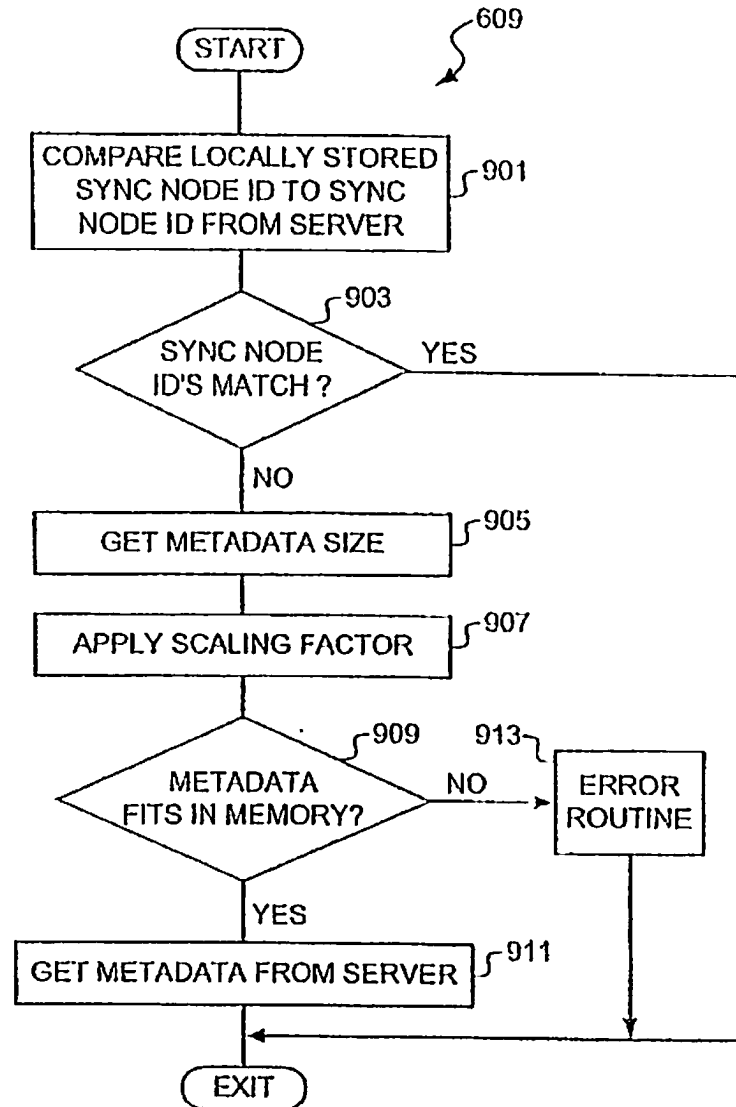 609
START
COMPARE LOCALLY STORED
SYNC NODE ID TO SYNC
NODE ID FROM SERVER
901
903
SYNC NODE
ID'S MATCH ?
YES
NO
GET METADATA SIZE
905
APPLY SCALING FACTOR
907
909
METADATA
FITS IN MEMORY?
NO
913
ERROR
ROUTINE
YES
GET METADATA FROM SERVER
911
EXIT